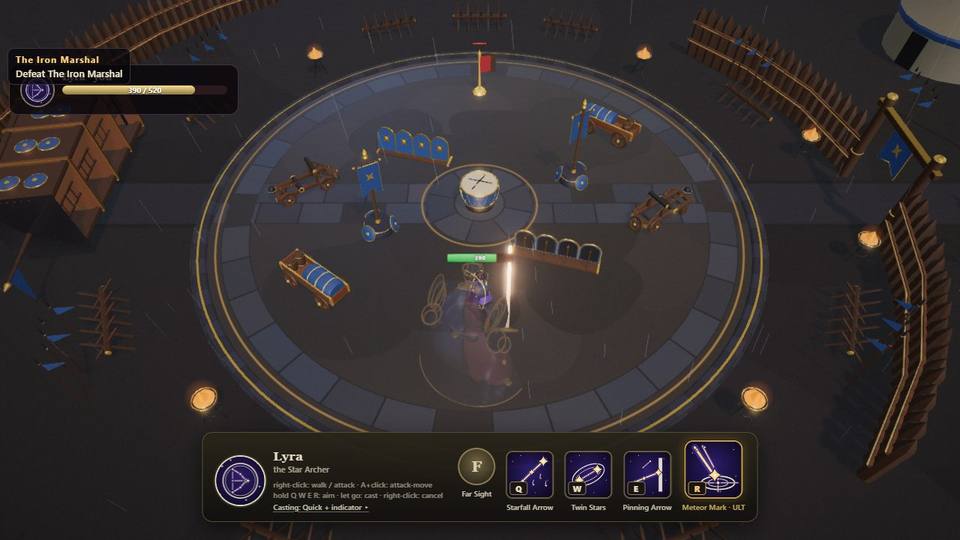 The Iron Marshal
Defeat The Iron Marshal
390 / 520
280
Lyra
the Star Archer
right-click: walk / attack · A+click: attack-move
hold Q W E R: aim · let go: cast · right-click: cancel
Casting: Quick + indicator
F
Far Sight
Q
Starfall Arrow
W
Twin Stars
E
Pinning Arrow
R
Meteor Mark · ULT